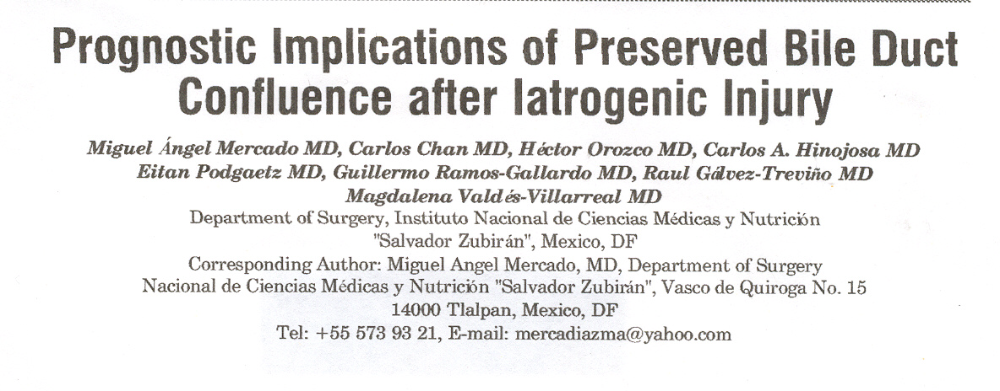 Prognostic Implications of Preserved Bile Duct
Confluence after Iatrogenic Injury
Miguel Ángel Mercado MD, Carlos Chan MD, Héctor Orozco MD, Carlos A. Hinojosa MD
Eitan Podgaetz MD, Guillermo Ramos-Gallardo MD, Raul Gálvez-Treviño MD
Magdalena Valdés-Villarreal MD
Department of Surgery, Instituto Nacional de Ciencias Médicas y Nutrición
"Salvador Zubirán", Mexico, DF
Corresponding Author: Miguel Angel Mercado, MD, Department of Surgery
Nacional de Ciencias Médicas y Nutrición "Salvador Zubirán", Vasco de Quiroga No. 15
14000 Tlalpan, Mexico, DF
Tel: +55 573 93 21, E-mail: mercadiazma@yahoo.com